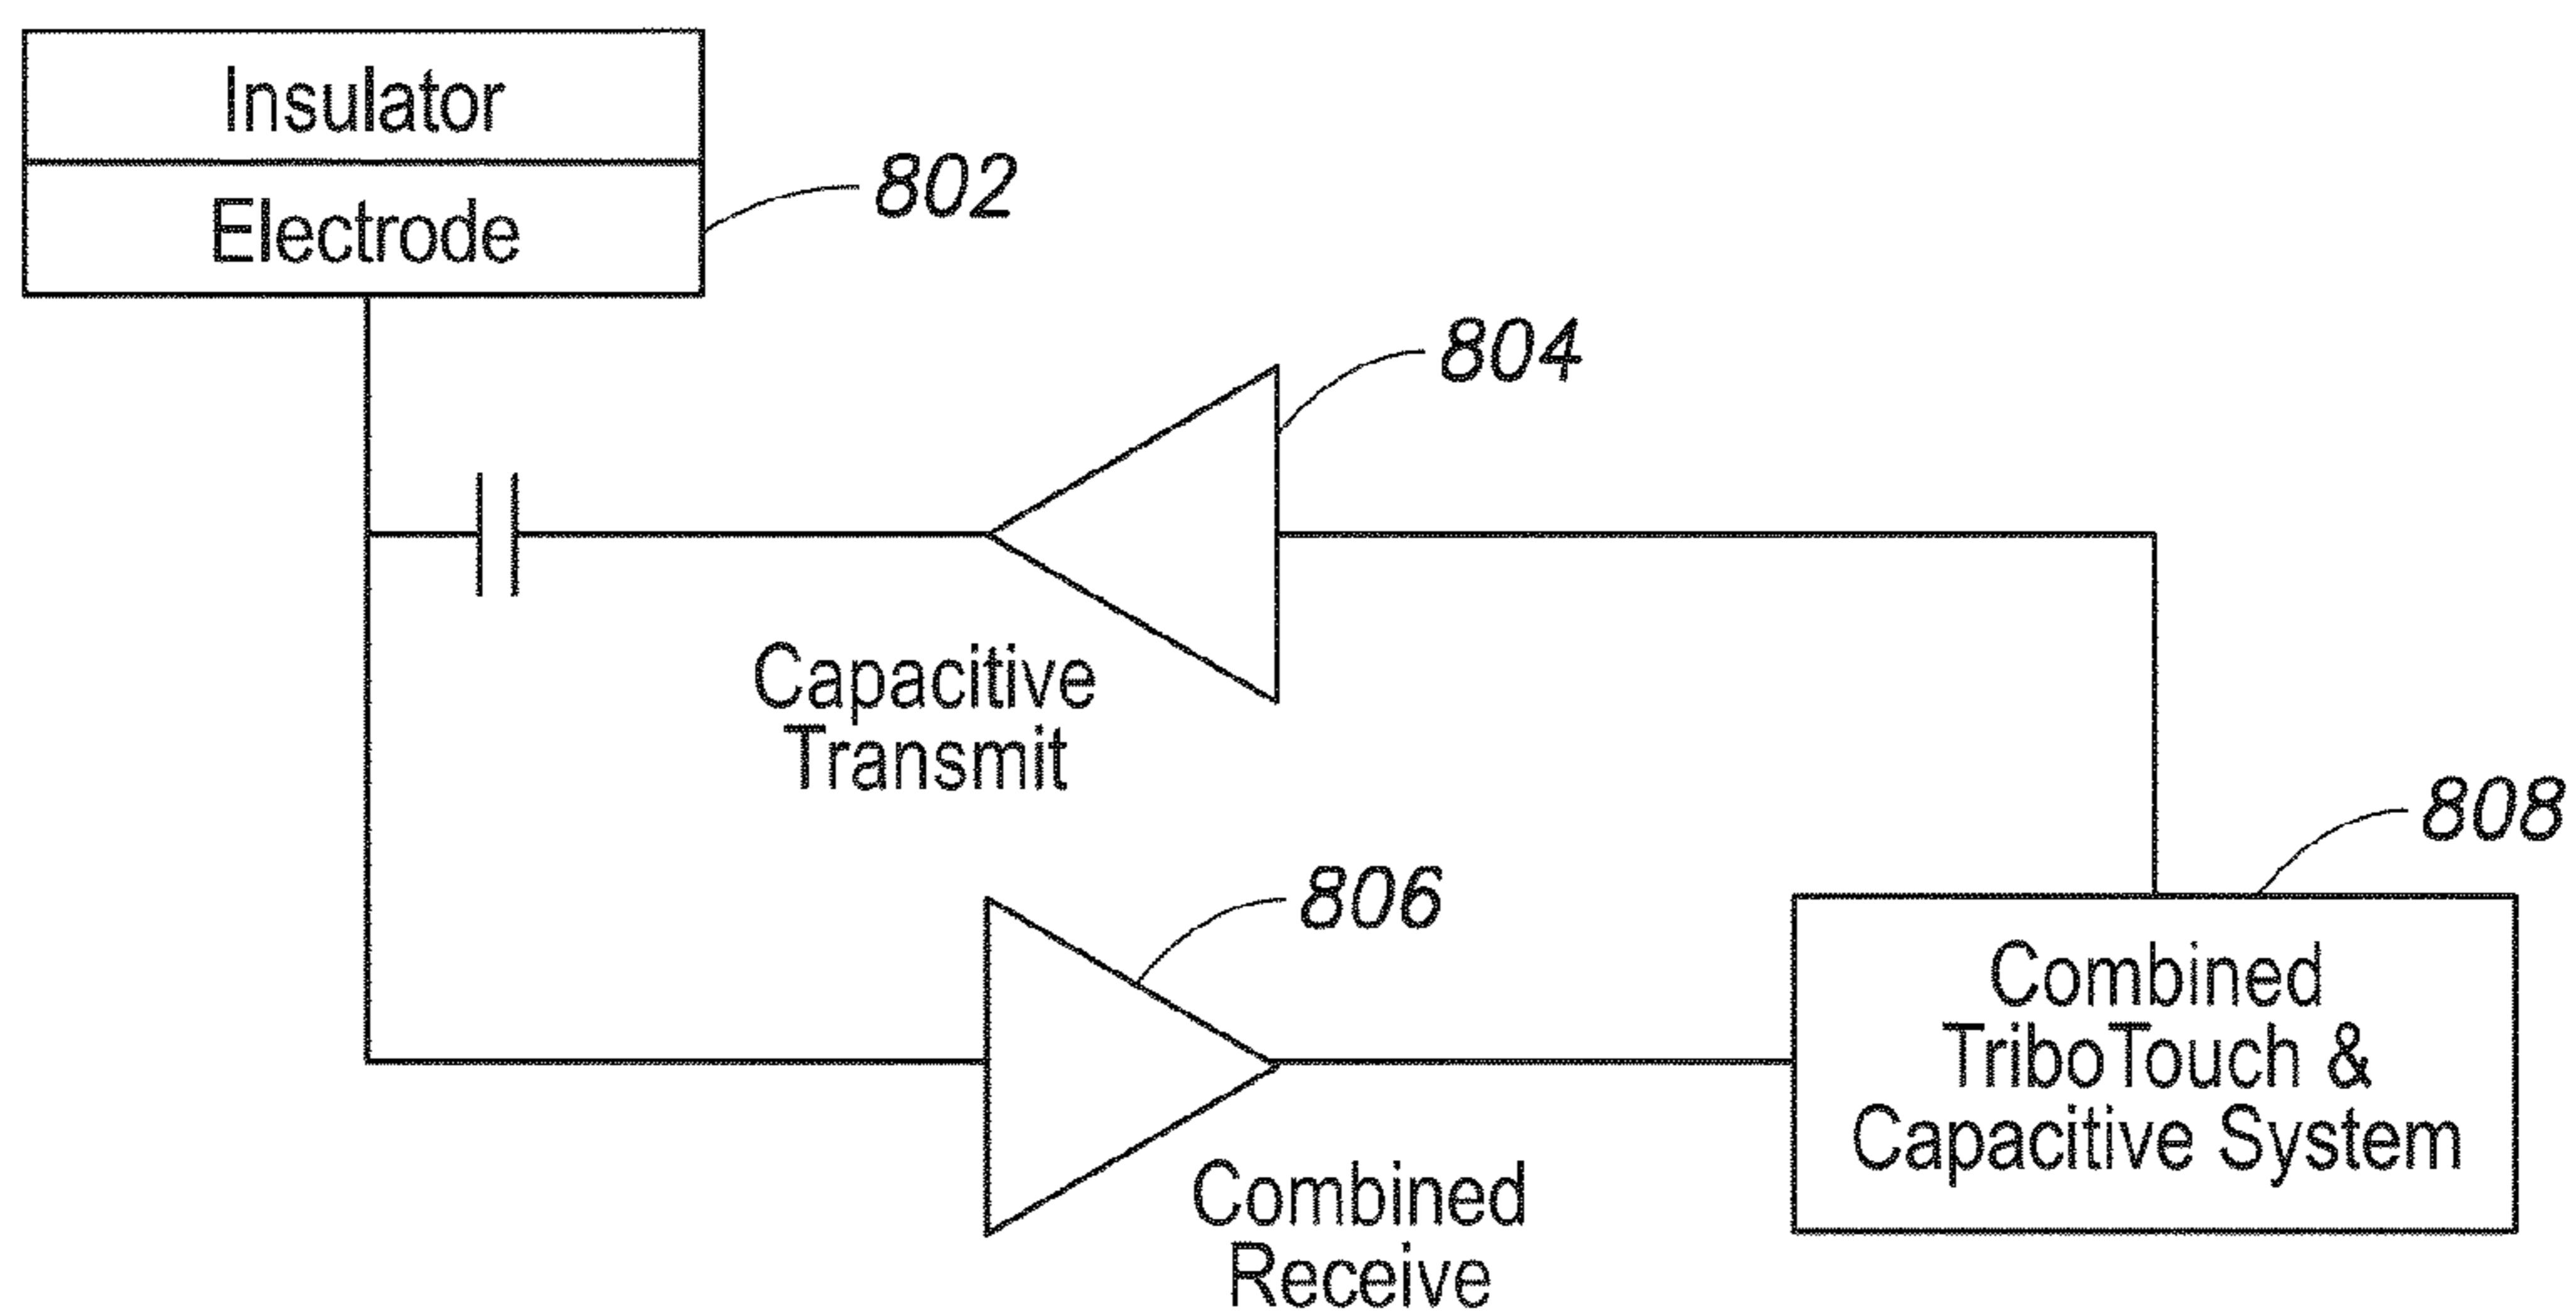 Insulator
Electrode
802
804
Capacitive
Transmit
808
806
Combined
TriboTouch &
Capacitive System
Combined
Receive